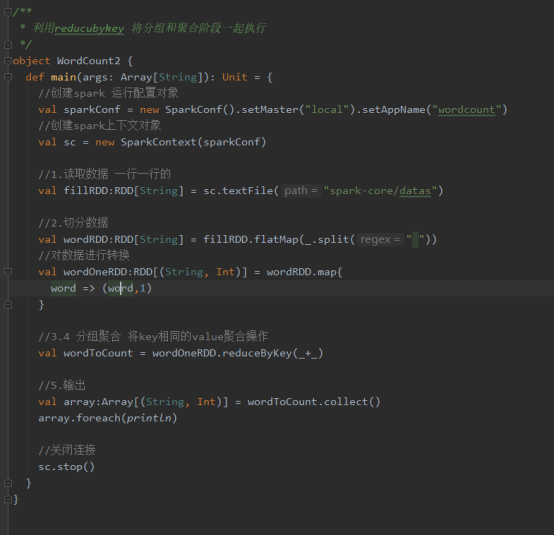 /**
 * 利用reducubykey 将分组和聚合阶段一起执行
 */
object WordCount2 {
  def main(args: Array[String]): Unit = {
    //创建spark 运行配置对象
    val sparkConf = new SparkConf().setMaster("local").setAppName("wordcount")
    //创建spark上下文对象
    val sc = new SparkContext(sparkConf)
    //1.读取数据 一行一行的
    val fillRDD:RDD[String] = sc.textFile( path = "spark-core/datas")
    //2.切分数据
    val wordRDD:RDD[String] = fillRDD.flatMap(_.split( regex = " "))
    //对数据进行转换
    val wordOneRDD:RDD[(String, Int)] = wordRDD.map{
      word => (word,1)
    }
    //3.4 分组聚合 将key相同的value聚合操作
    val wordToCount = wordOneRDD.reduceByKey(_+_)
    //5.输出
    val array:Array[(String, Int)] = wordToCount.collect()
    array.foreach(println)
    //关闭连接
    sc.stop()
  }
}